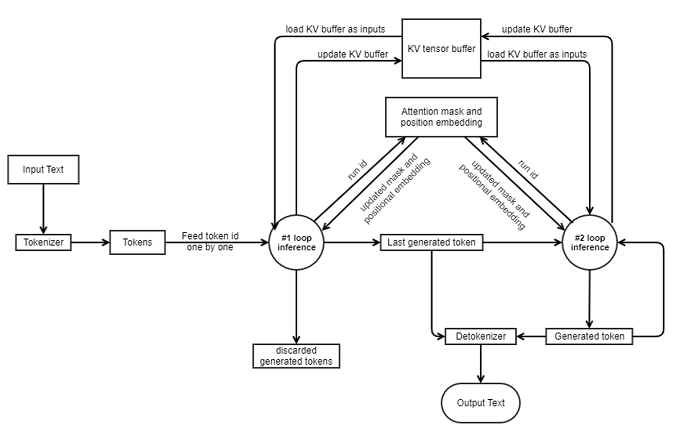 load KV buffer as inputs
update KV buffer
KV tensor buffer
update KV buffer
load KV buffer as inputs
Attention mask and
position embedding
Input Text
run id
updated mask and
positional embedding
updated mask and
positional embedding
run id
Tokenizer
Tokens
Feed token id
one by one
#1 loop
inference
Last generated token
#2 loop
inference
discarded
generated tokens
Detokenizer
Generated token
Output Text